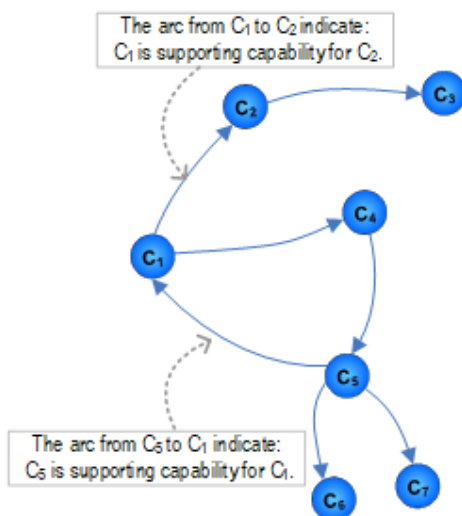 The arc from C₁ to C₂ indicate:
C₁ is supporting capability for C₂.
C₃
C₂
C₄
C₁
C₅
The arc from C₅ to C₁ indicate:
C₅ is supporting capability for C₁.
C₇
C₆